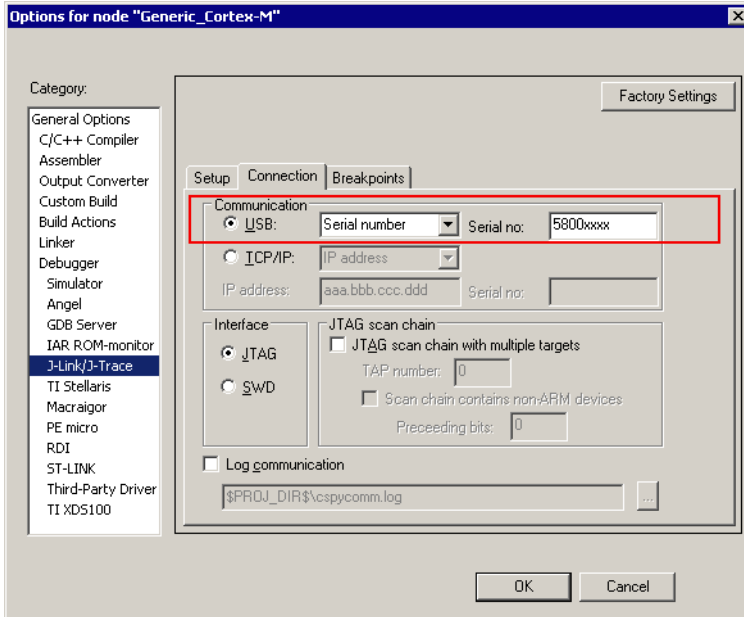 Options for node "Generic_Cortex-M"
Category:
Factory Settings
General Options
C/C++ Compiler
Assembler
Output Converter
Custom Build
Build Actions
Linker
Debugger
Simulator
Angel
GDB Server
IAR ROM-monitor
J-Link/J-Trace
TI Stellaris
Macraigor
PE micro
RDI
ST-LINK
Third-Party Driver
TI XDS100
Setup Connection Breakpoints
Communication
USB: Serial number Serial no: 5800xxxx
TCP/IP: IP address
IP address: aaa.bbb.ccc.ddd Serial no:
Interface
JTAG
SWD
JTAG scan chain
JTAG scan chain with multiple targets
TAP number: 0
Scan chain contains non-ARM devices
Preceeding bits: 0
Log communication
$PROJ_DIR$\cspycomm.log ...
OK Cancel